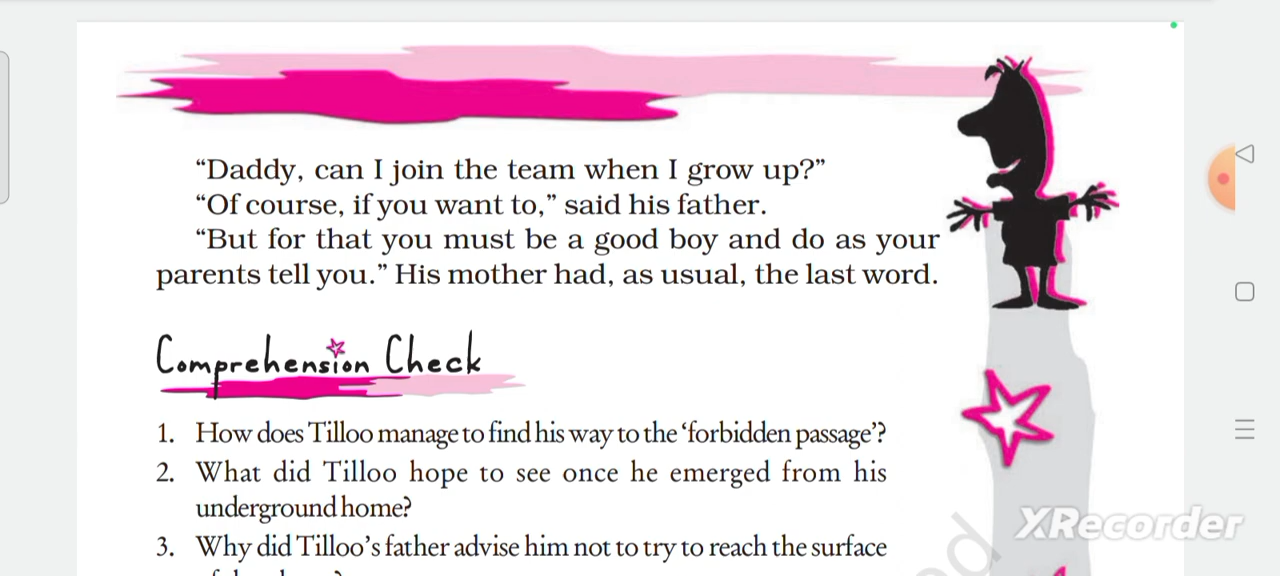 “Daddy, can I join the team when I grow up?”
“Of course, if you want to,” said his father.
“But for that you must be a good boy and do as your
parents tell you.” His mother had, as usual, the last word.
Comprehension Check
1. How does Tilloo manage to find his way to the ‘forbidden passage’?
2. What did Tilloo hope to see once he emerged from his
underground home?
3. Why did Tilloo’s father advise him not to try to reach the surface
XRecorder